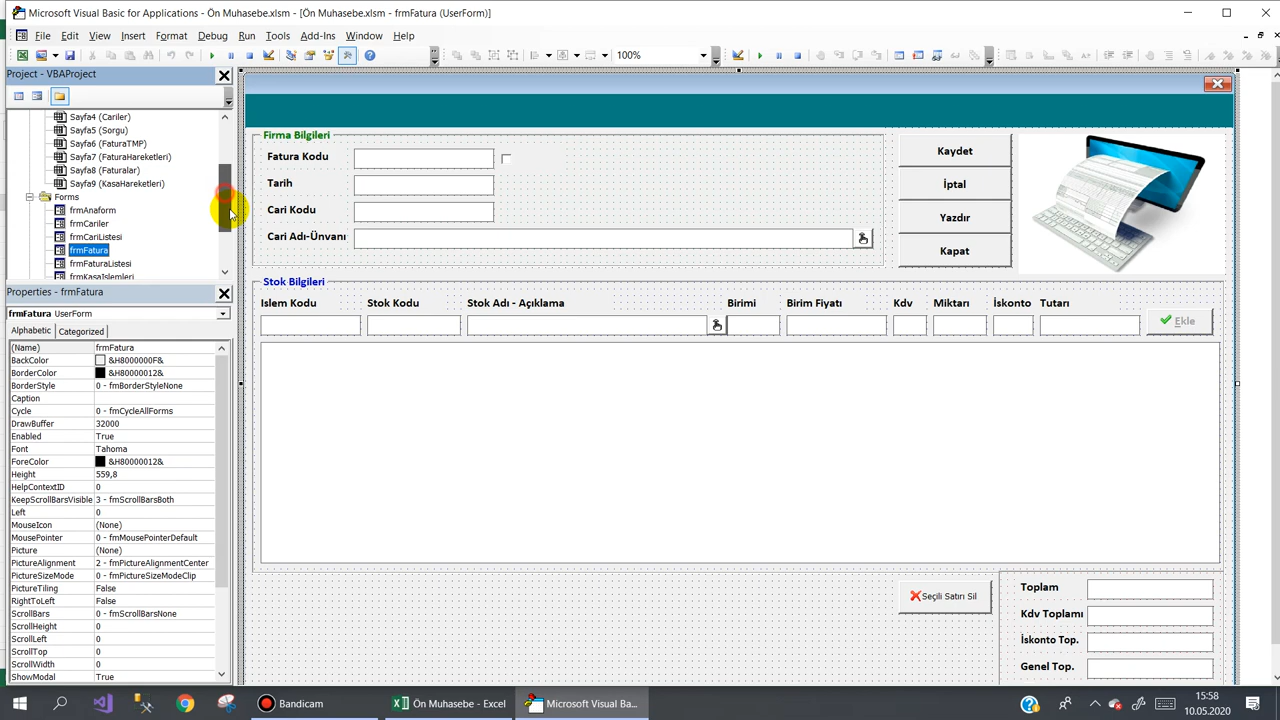 Microsoft Visual Basic for Applications - Ön Muhasebe.xlsm - [Ön Muhasebe.xlsm - frmFatura (UserForm)]
File Edit View Insert Format Debug Run Tools Add-Ins Window Help
100%
Project - VBAProject
Sayfa4 (Cariler)
Sayfa5 (Sorgu)
Sayfa6 (FaturaTMP)
Sayfa7 (FaturaHareketleri)
Sayfa8 (Faturalar)
Sayfa9 (KasaHareketleri)
Forms
frmAnaform
frmCariler
frmCariListesi
frmFatura
frmFaturaListesi
frmKasaIslemleri
Properties - frmFatura
frmFatura UserForm
Alphabetic Categorized
(Name) frmFatura
BackColor &H8000000F&
BorderColor &H80000012&
BorderStyle 0 - fmBorderStyleNone
Caption
Cycle 0 - fmCycleAllForms
DrawBuffer 32000
Enabled True
Font Tahoma
ForeColor &H80000012&
Height 559,8
HelpContextID 0
KeepScrollBarsVisible 3 - fmScrollBarsBoth
Left 0
MouseIcon (None)
MousePointer 0 - fmMousePointerDefault
Picture (None)
PictureAlignment 2 - fmPictureAlignmentCenter
PictureSizeMode 0 - fmPictureSizeModeClip
PictureTiling False
RightToLeft False
ScrollBars 0 - fmScrollBarsNone
ScrollHeight 0
ScrollLeft 0
ScrollTop 0
ScrollWidth 0
ShowModal True
Firma Bilgileri
Fatura Kodu
Tarih
Cari Kodu
Cari Adı-Ünvanı
Kaydet
İptal
Yazdır
Kapat
Stok Bilgileri
Islem Kodu Stok Kodu Stok Adı - Açıklama Birimi Birim Fiyatı Kdv Miktarı İskonto Tutarı
Ekle
Seçili Satırı Sil
Toplam
Kdv Toplamı
İskonto Top.
Genel Top.
Bandicam
Ön Muhasebe - Excel
Microsoft Visual Ba...
15:58
10.05.2020